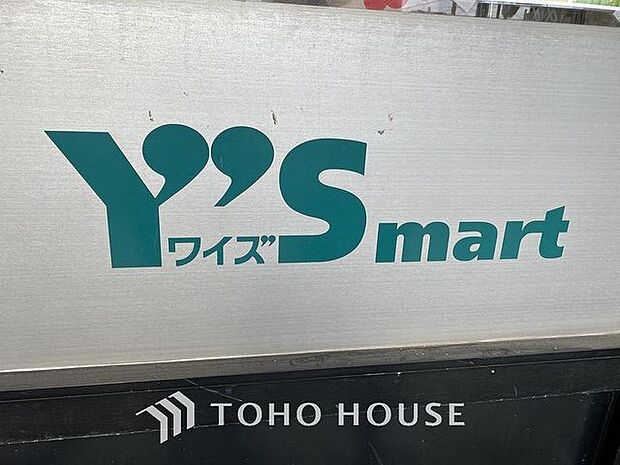 Y’’S mart
ワイズ
TOHO HOUSE